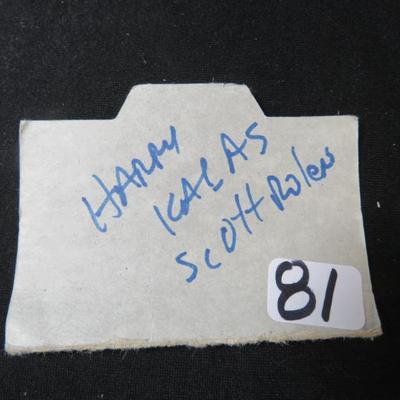 HARRY
KALAS
Scott Rolen
81